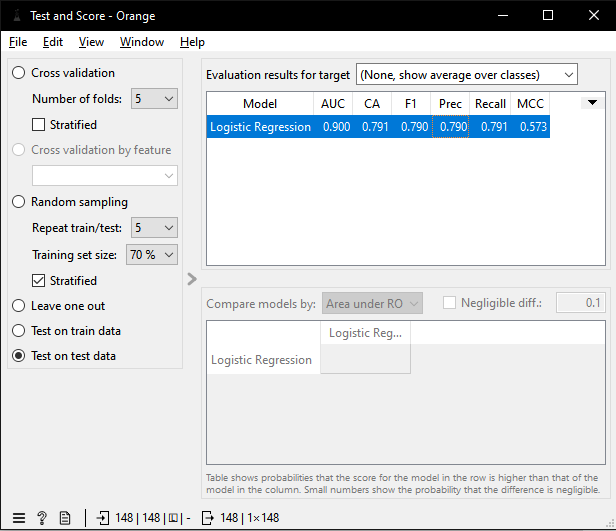 Test and Score - Orange
File Edit View Window Help
Cross validation
Number of folds: 5
Stratified
Cross validation by feature
Random sampling
Repeat train/test: 5
Training set size: 70 %
Stratified
Leave one out
Test on train data
Test on test data
Evaluation results for target (None, show average over classes)
Model AUC CA F1 Prec Recall MCC
Logistic Regression 0.900 0.791 0.790 0.790 0.791 0.573
Compare models by: Area under RO Negligible diff.: 0.1
Logistic Reg...
Logistic Regression
Table shows probabilities that the score for the model in the row is higher than that of the
model in the column. Small numbers show the probability that the difference is negligible.
148 | 148 | - 148 | 1×148